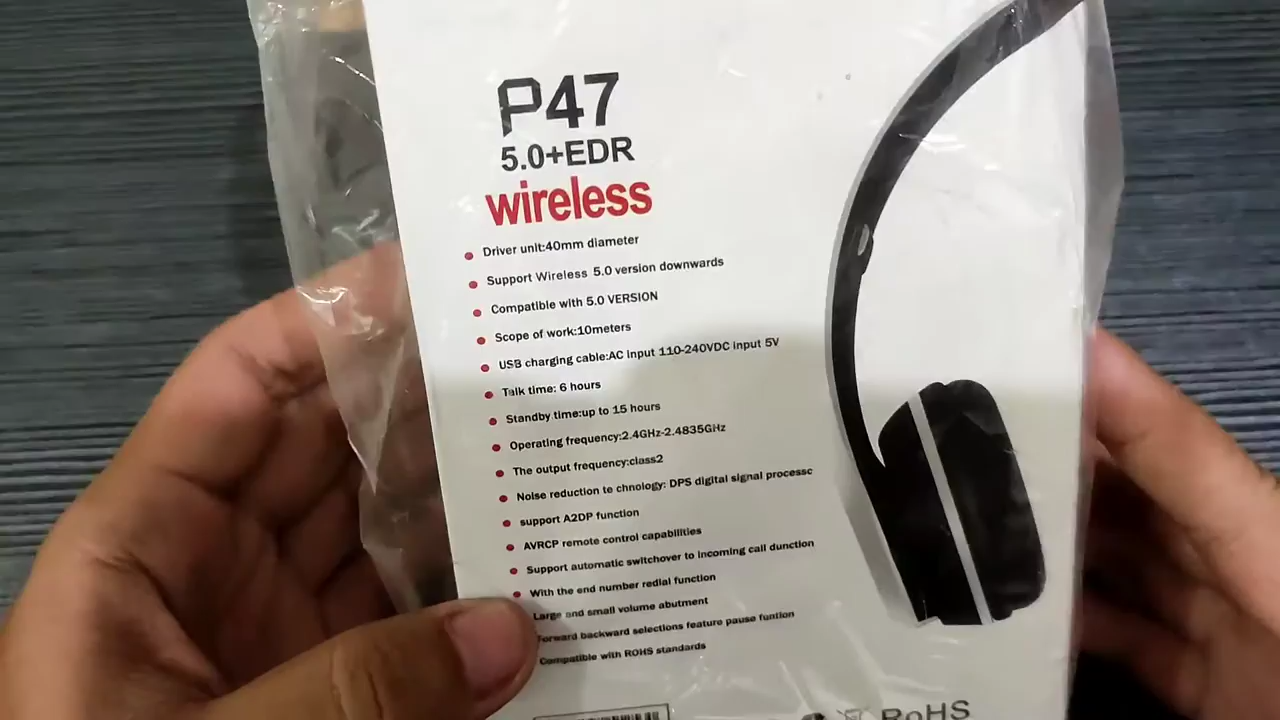 P47
5.0+EDR
wireless
Driver unit:40mm diameter
Support Wireless 5.0 version downwards
Compatible with 5.0 VERSION
Scope of work:10meters
USB charging cable:AC input 110-240VDC input 5V
Talk time: 6 hours
Standby time:up to 15 hours
Operating frequency:2.4GHz-2.4835GHz
The output frequency:class2
Noise reduction te chnology: DPS digital signal processc
support A2DP function
AVRCP remote control capabilities
Support automatic switchover to incoming call dunction
With the end number redial function
Large and small volume abutment
Forward backward selections feature pause funtion
Compatible with ROHS standards
RoHS